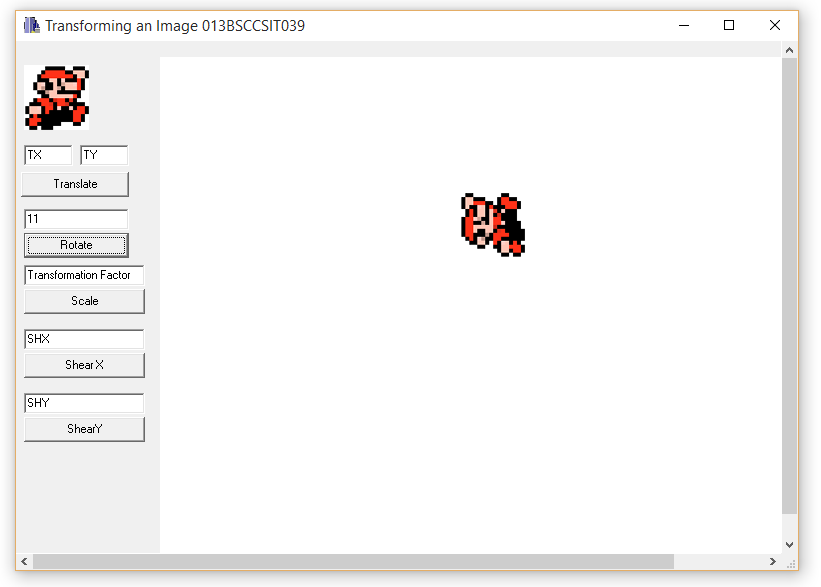 Transforming an Image 013BSCCSIT039
TX TY
Translate
11
Rotate
Transformation Factor
Scale
SHX
ShearX
SHY
ShearY